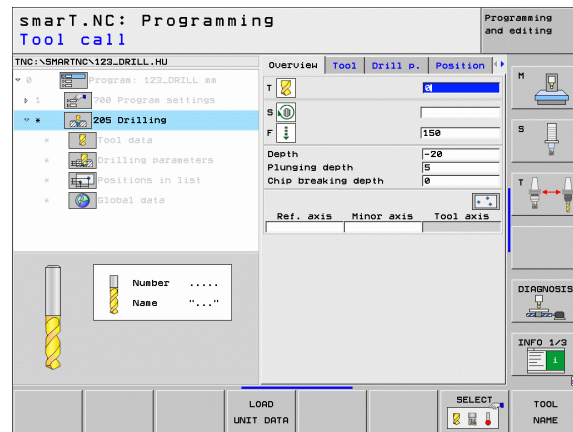 smarT.NC: Programming
Tool call
Programming and editing
TNC:\SMARTNC\123_DRILL.HU
0 Program: 123_DRILL mm
1 700 Program settings
* 205 Drilling
* Tool data
* Drilling parameters
* Positions in list
* Global data
Overview Tool Drill p. Position
T 0
S
F 150
Depth -20
Plunging depth 5
Chip breaking depth 0
Ref. axis Minor axis Tool axis
Number .....
Name "..."
M
S
T
DIAGNOSIS
INFO 1/3
i
LOAD UNIT DATA
SELECT
TOOL NAME